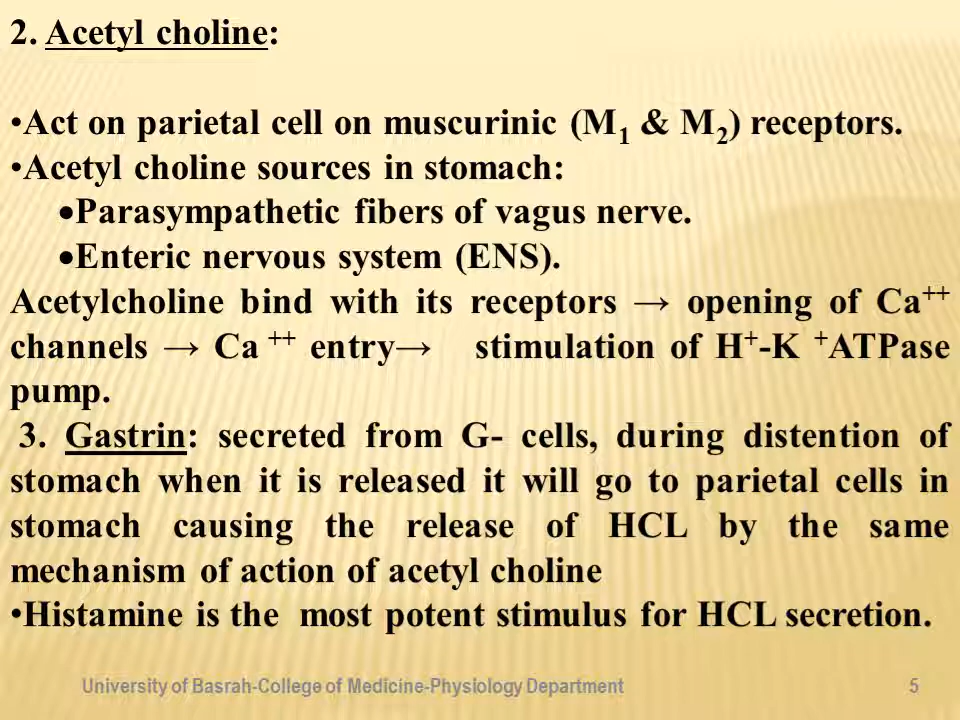 2. Acetyl choline:
•Act on parietal cell on muscurinic (M₁ & M₂) receptors.
•Acetyl choline sources in stomach:
•Parasympathetic fibers of vagus nerve.
•Enteric nervous system (ENS).
Acetylcholine bind with its receptors → opening of Ca⁺⁺
channels → Ca ⁺⁺ entry→ stimulation of H⁺-K ⁺ATPase
pump.
3. Gastrin: secreted from G- cells, during distention of
stomach when it is released it will go to parietal cells in
stomach causing the release of HCL by the same
mechanism of action of acetyl choline
•Histamine is the most potent stimulus for HCL secretion.
University of Basrah-College of Medicine-Physiology Department 5